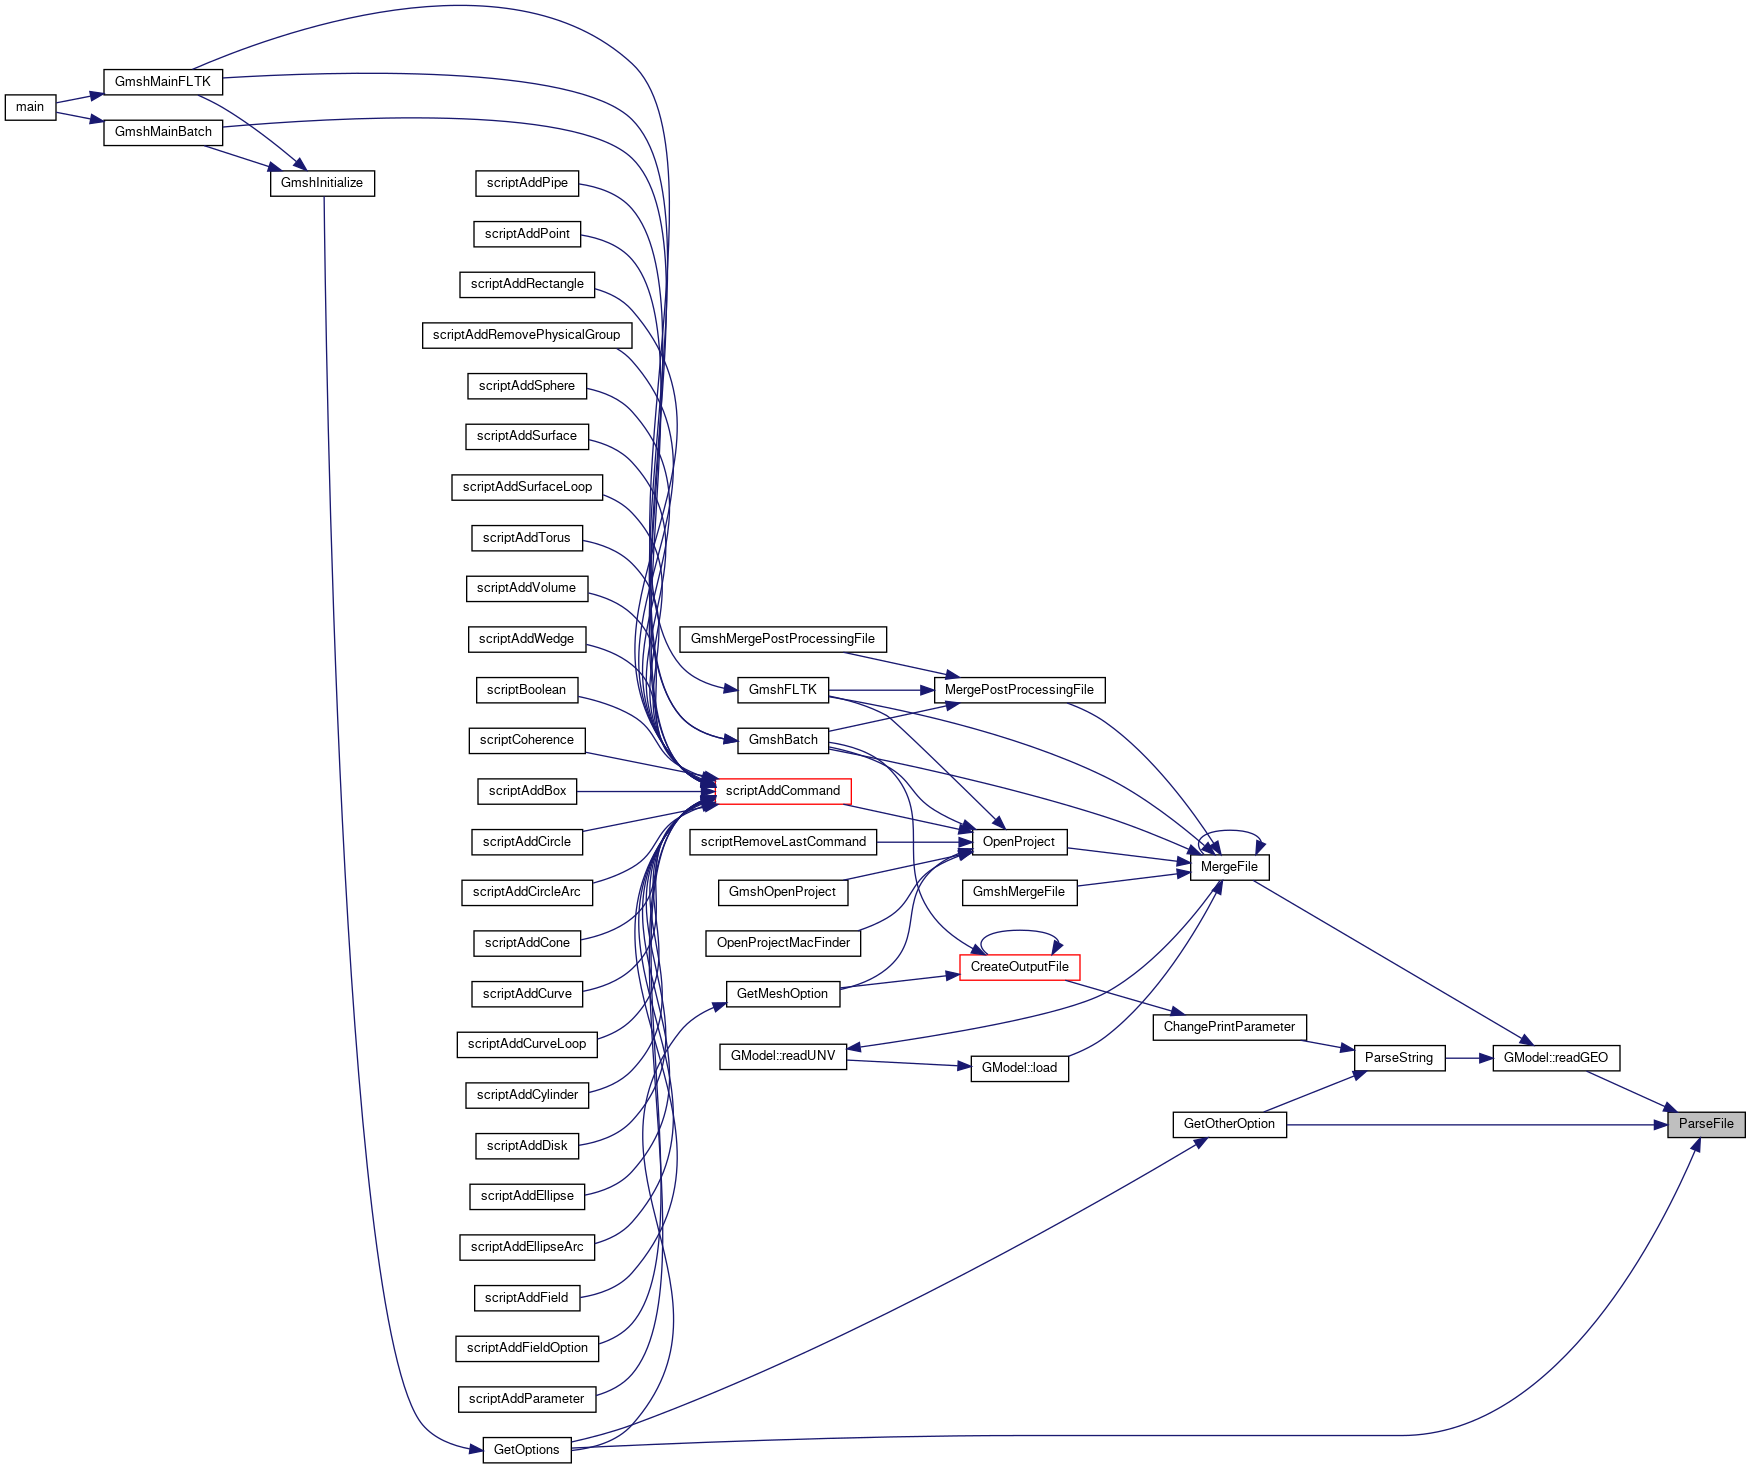 main
GmshMainFLTK
GmshMainBatch
GmshInitialize
scriptAddPipe
scriptAddPoint
scriptAddRectangle
scriptAddRemovePhysicalGroup
scriptAddSphere
scriptAddSurface
scriptAddSurfaceLoop
scriptAddTorus
scriptAddVolume
scriptAddWedge
scriptBoolean
scriptCoherence
scriptAddBox
scriptAddCircle
scriptAddCircleArc
scriptAddCone
scriptAddCurve
scriptAddCurveLoop
scriptAddCylinder
scriptAddDisk
scriptAddEllipse
scriptAddEllipseArc
scriptAddField
scriptAddFieldOption
scriptAddParameter
GetOptions
GmshMergePostProcessingFile
GmshFLTK
GmshBatch
scriptAddCommand
scriptRemoveLastCommand
GmshOpenProject
OpenProjectMacFinder
GetMeshOption
GModel::readUNV
MergePostProcessingFile
OpenProject
GmshMergeFile
CreateOutputFile
GModel::load
MergeFile
ChangePrintParameter
GetOtherOption
ParseString
GModel::readGEO
ParseFile